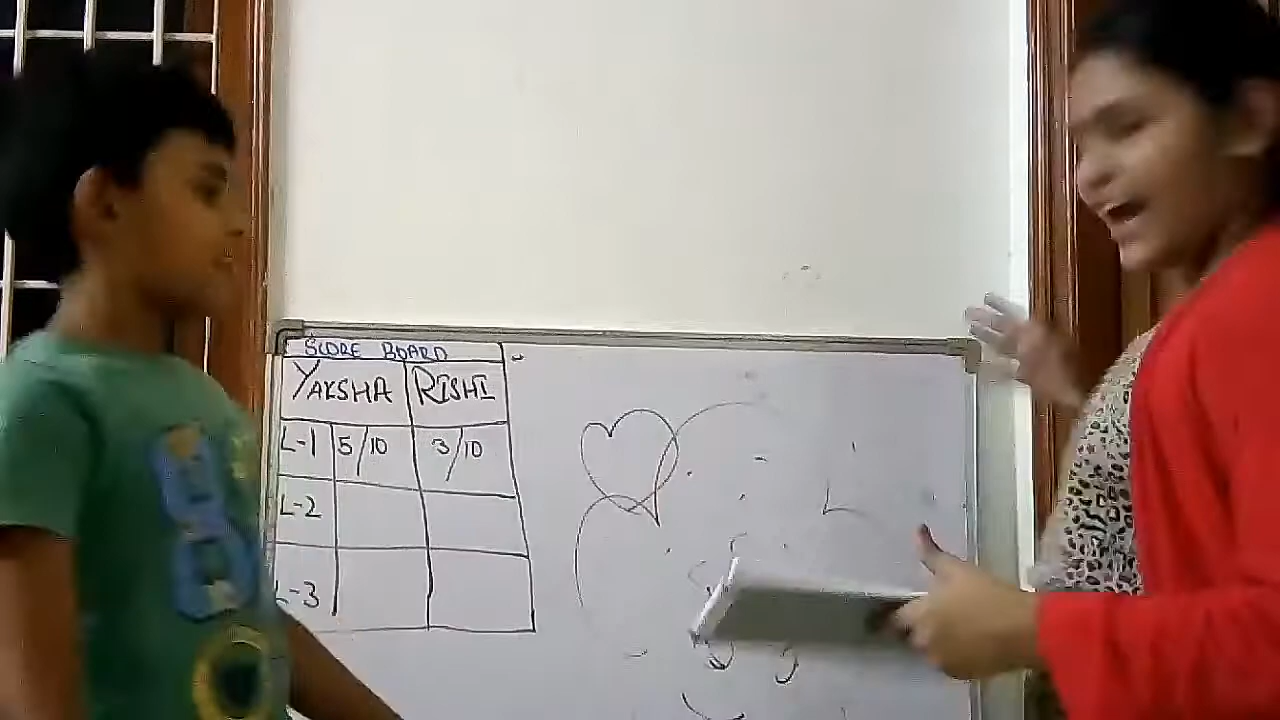 SCORE BOARD
YAKSHA RISHI
L-1 5/10 3/10
L-2
L-3